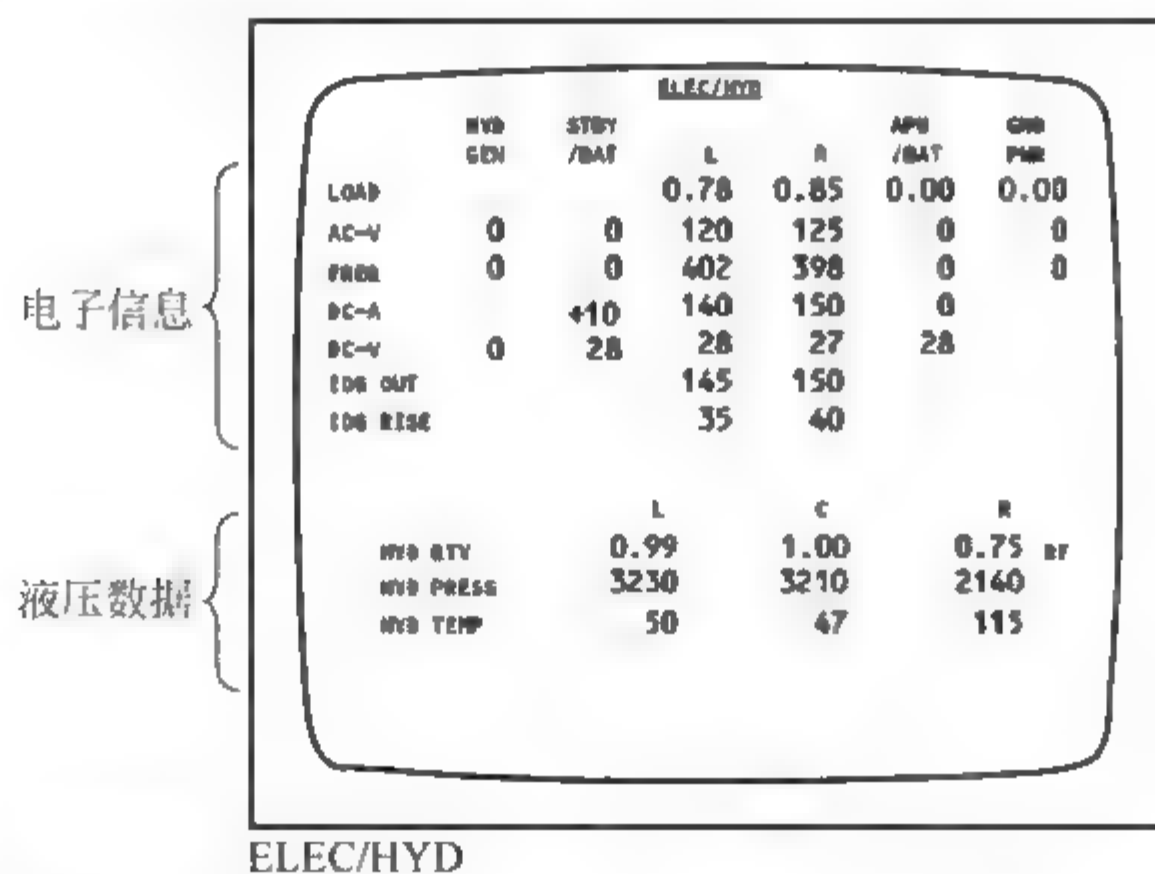 ELEC/HYD
HYD STBY APU GND
GEN /BAT L R /BAT PWR
LOAD 0.78 0.85 0.00 0.00
AC-V 0 0 120 125 0 0
FREQ 0 0 402 398 0 0
DC-A +10 140 150 0
DC-V 0 28 28 27 28
IDG OUT 145 150
IDG RISE 35 40
电子信息
L C R
HYD QTY 0.99 1.00 0.75 RF
HYD PRESS 3230 3210 2140
HYD TEMP 50 47 115
液压数据
ELEC/HYD